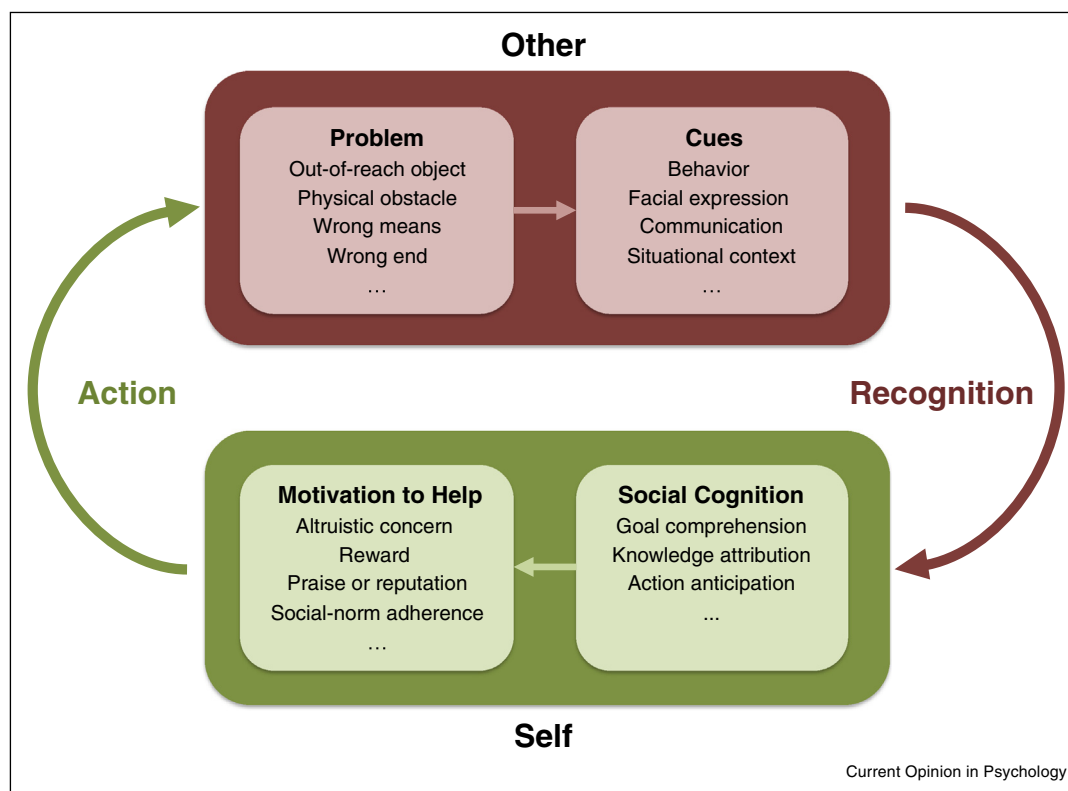 Other
Problem
Out-of-reach object
Physical obstacle
Wrong means
Wrong end
…
Cues
Behavior
Facial expression
Communication
Situational context
…
Action
Recognition
Motivation to Help
Altruistic concern
Reward
Praise or reputation
Social-norm adherence
…
Social Cognition
Goal comprehension
Knowledge attribution
Action anticipation
...
Self
Current Opinion in Psychology